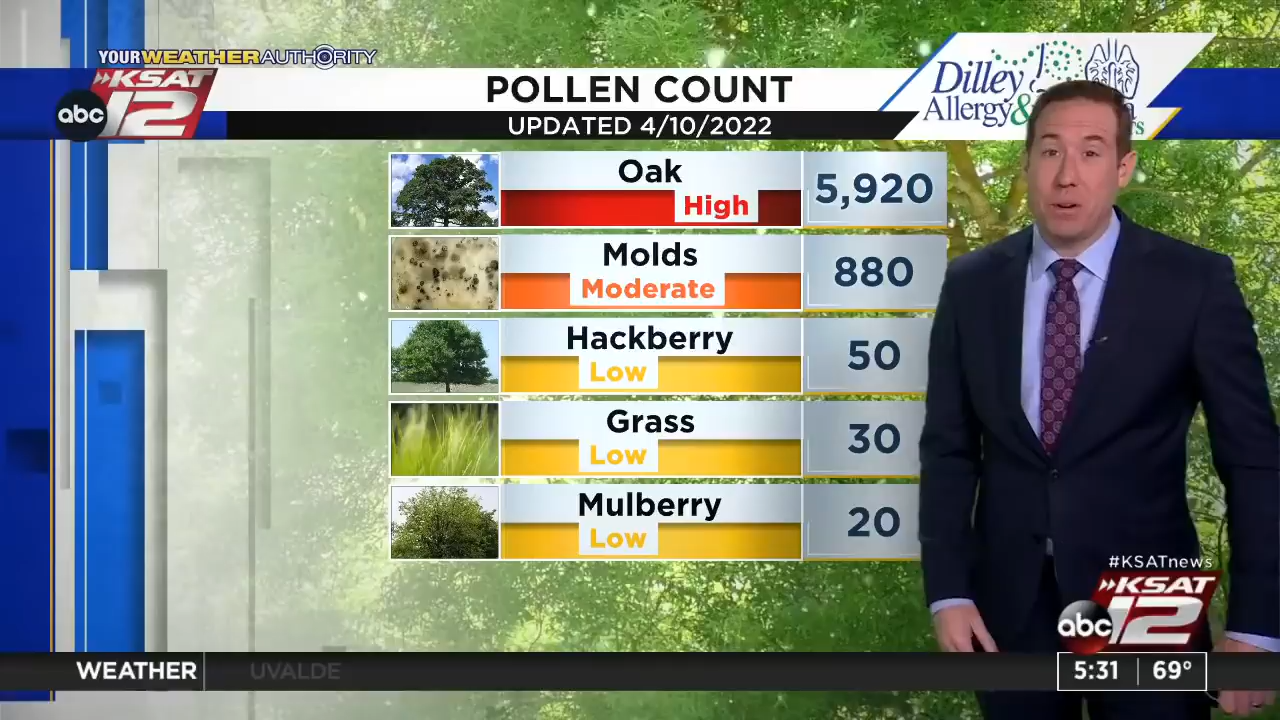 YOUR WEATHER AUTHORITY
KSAT
abc 12
POLLEN COUNT
UPDATED 4/10/2022
Dilley
Allergy&
Oak
High
5,920
Molds
Moderate
880
Hackberry
Low
50
Grass
Low
30
Mulberry
Low
20
#KSATnews
KSAT
abc 12
WEATHER UVALDE
5:31 69°